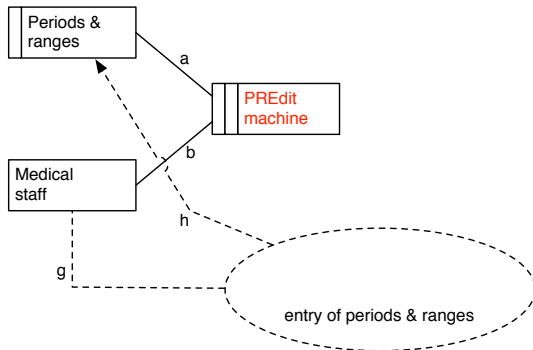 Periods &
ranges
a
PREdit
machine
b
Medical
staff
h
g
entry of periods & ranges